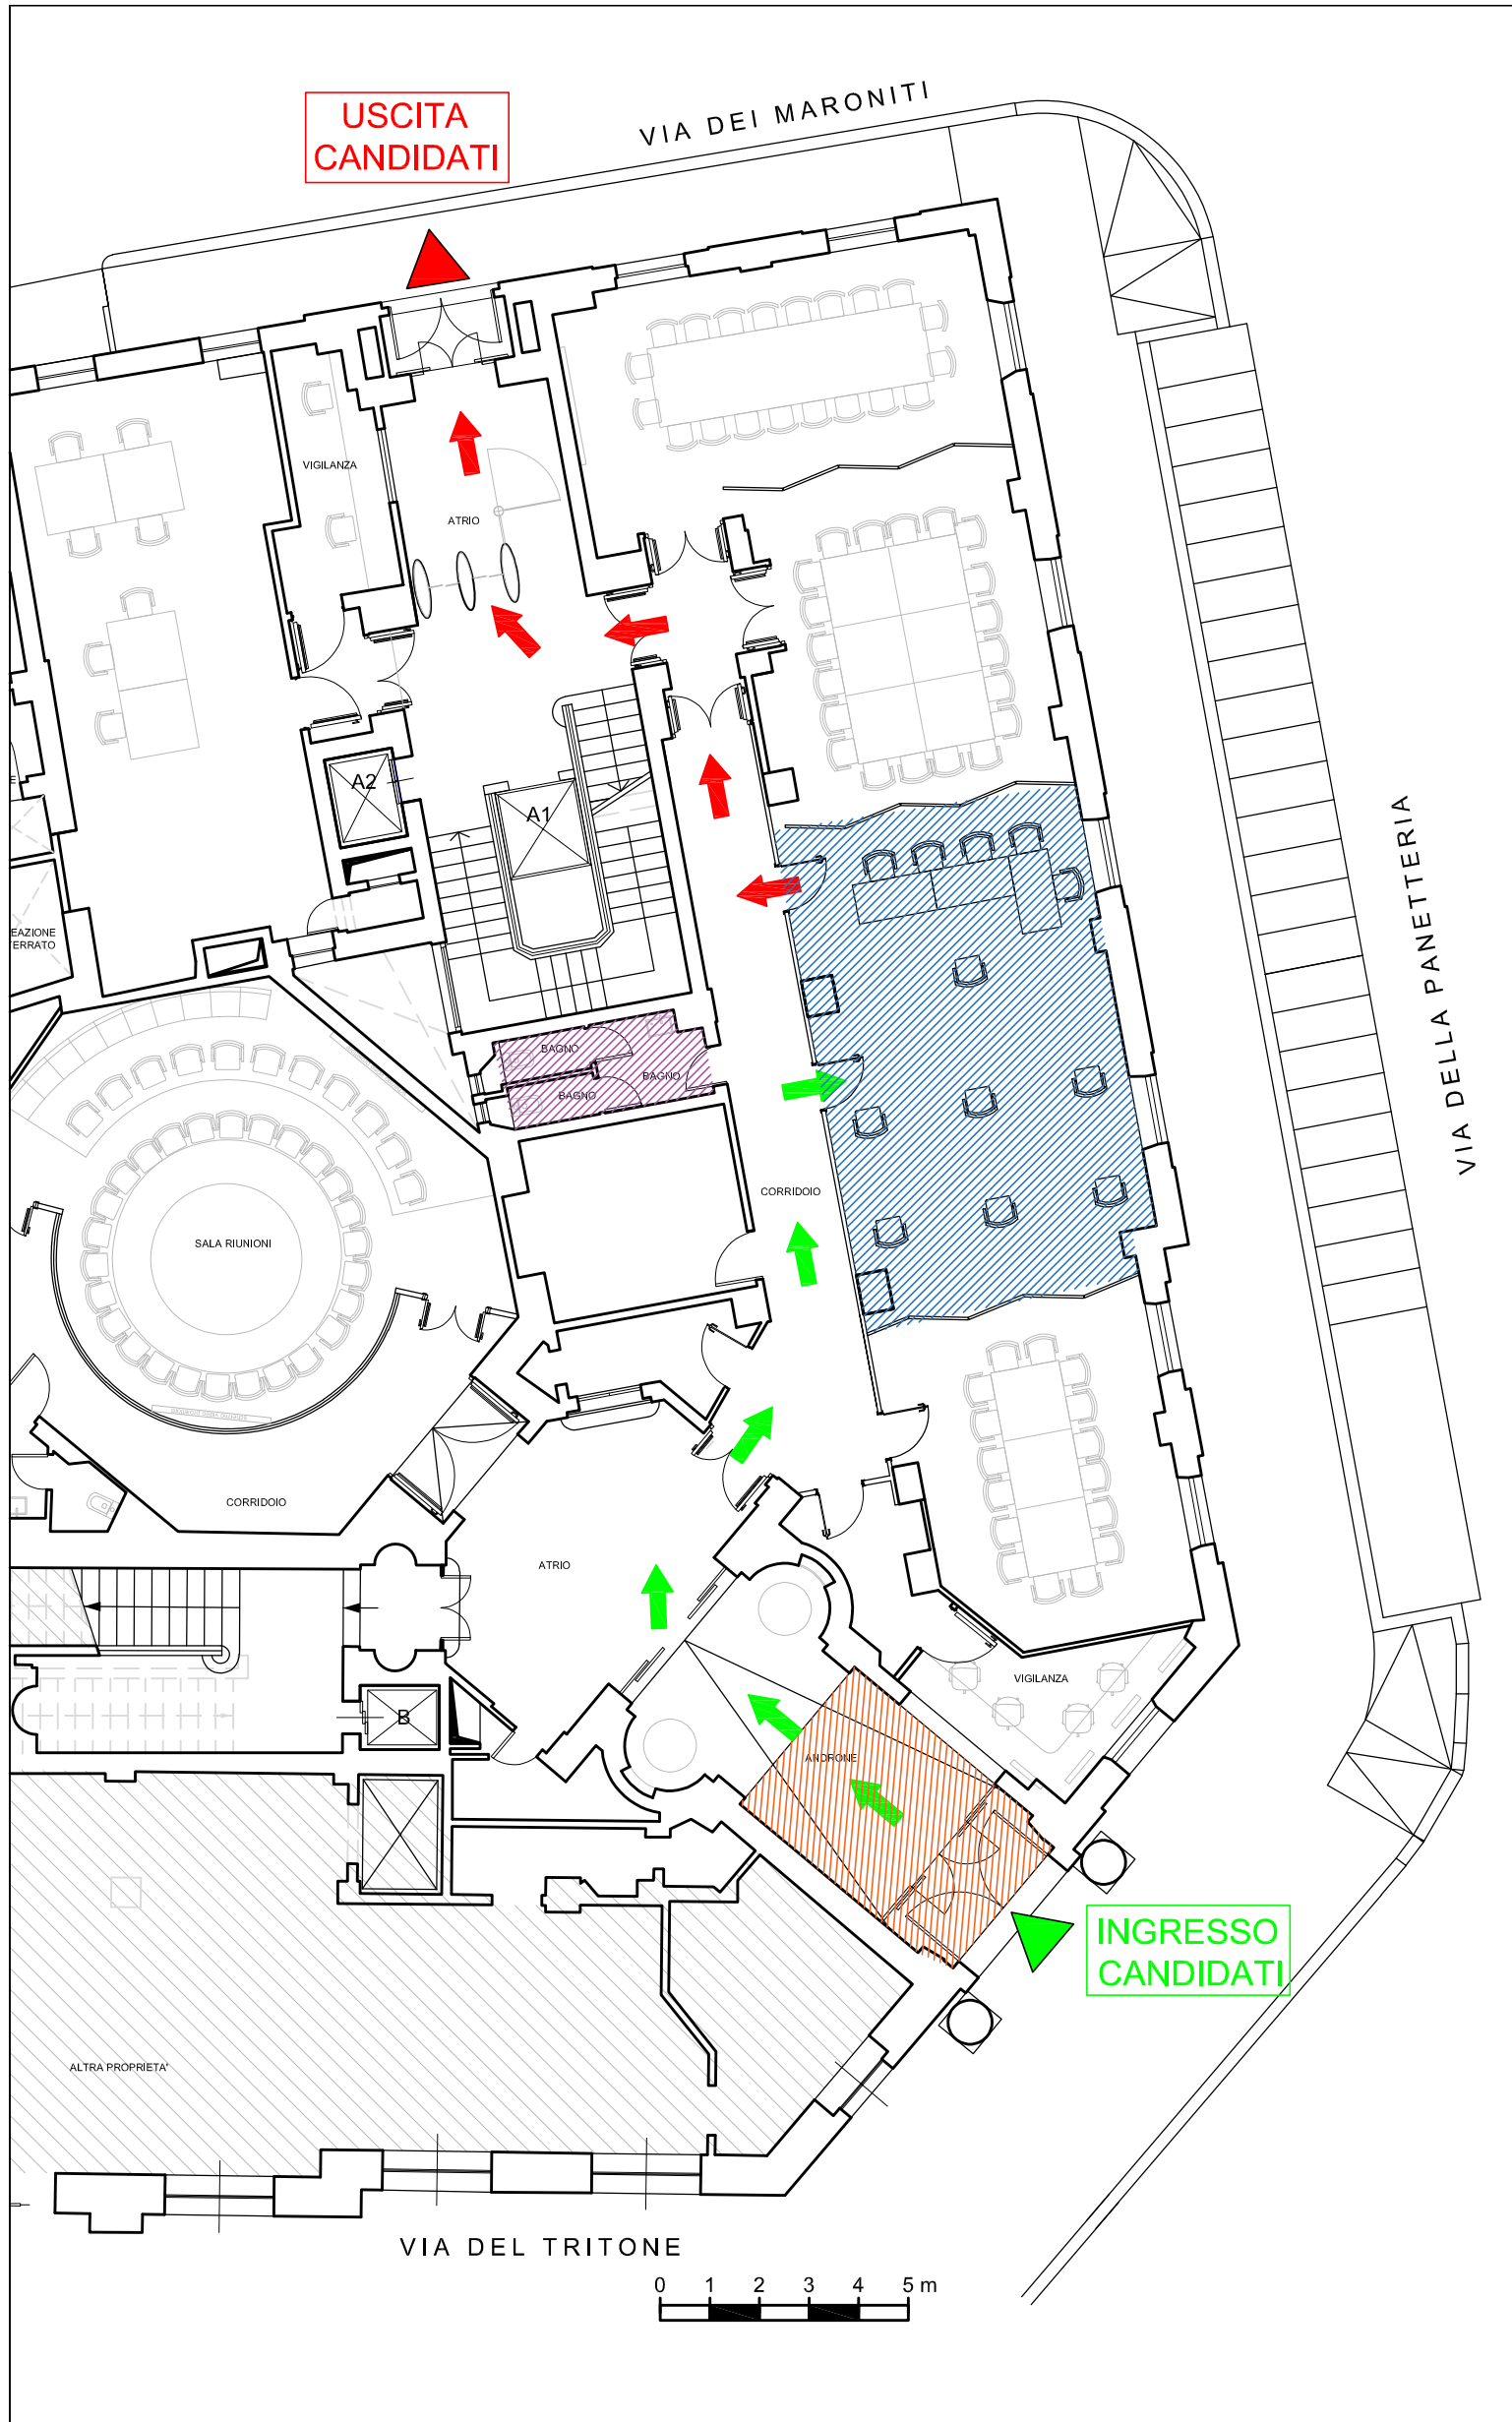 USCITA
CANDIDATI
VIA DEI MARONITI
VIGILANZA
ATRIO
A2
A1
E
EAZIONE
TERRATO
BAGNO
BAGNO
BAGNO
VIA DELLA PANETTERIA
CORRIDOIO
SALA RIUNIONI
CORRIDOIO
ATRIO
VIGILANZA
B
ANDRONE
INGRESSO
CANDIDATI
ALTRA PROPRIETA'
VIA DEL TRITONE
0 1 2 3 4 5 m